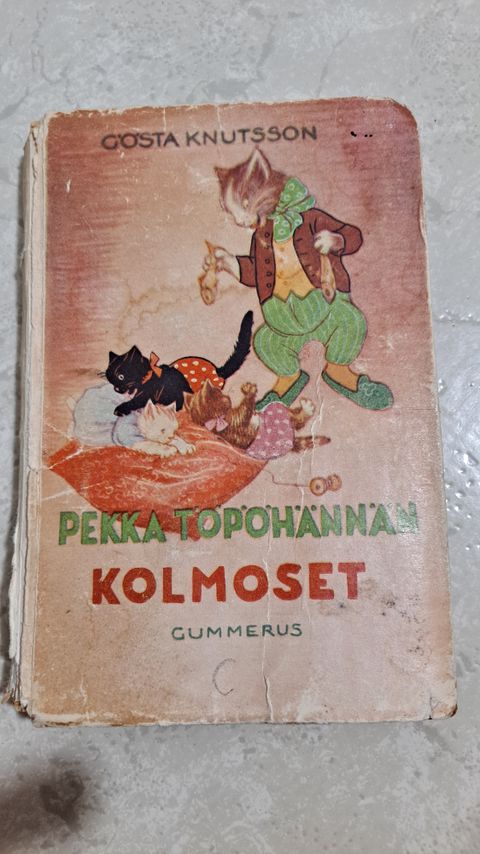 GÖSTA KNUTSSON
PEKKA TÖPÖHÄNNÄN
KOLMOSET
GUMMERUS
C